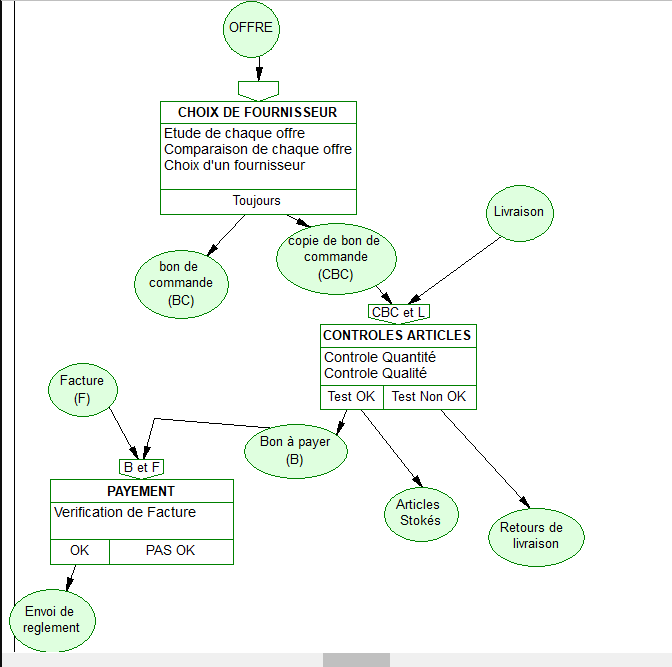 OFFRE
CHOIX DE FOURNISSEUR
Etude de chaque offre
Comparaison de chaque offre
Choix d'un fournisseur
Toujours
Livraison
copie de bon de
commande
(CBC)
bon de
commande
(BC)
CBC et L
CONTROLES ARTICLES
Controle Quantité
Controle Qualité
Test OK
Test Non OK
Facture
(F)
Bon à payer
(B)
B et F
PAYEMENT
Verification de Facture
OK
PAS OK
Articles
Stokés
Retours de
livraison
Envoi de
reglement